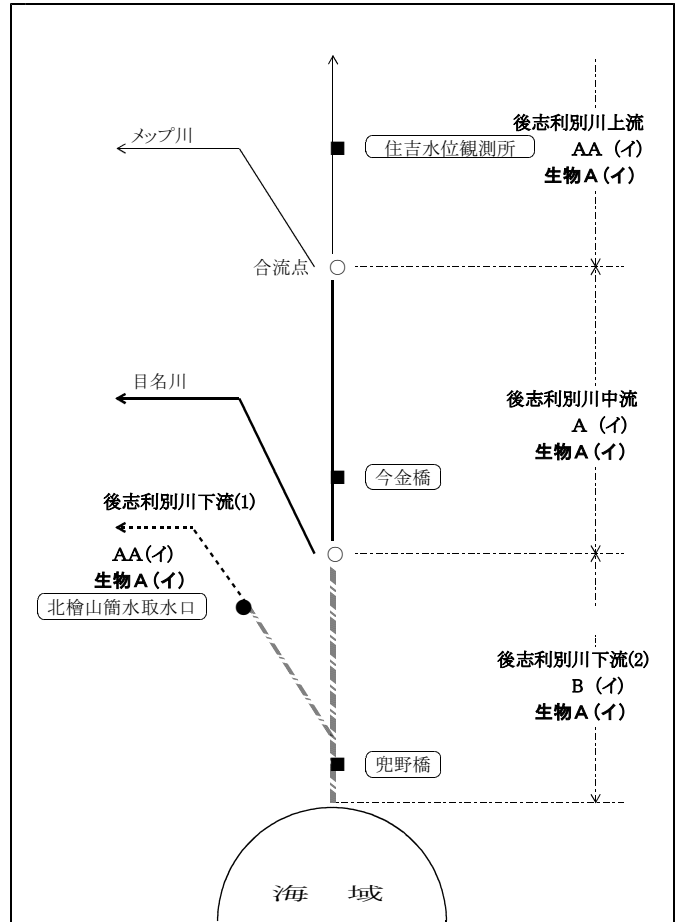 後志利別川上流
メップ川
住吉水位観測所
AA (イ)
生物A (イ)
合流点
目名川
後志利別川中流
A (イ)
生物A (イ)
今金橋
後志利別川下流(1)
AA (イ)
生物A (イ)
北檜山簡水取水口
後志利別川下流(2)
B (イ)
生物A (イ)
兜野橋
海 域